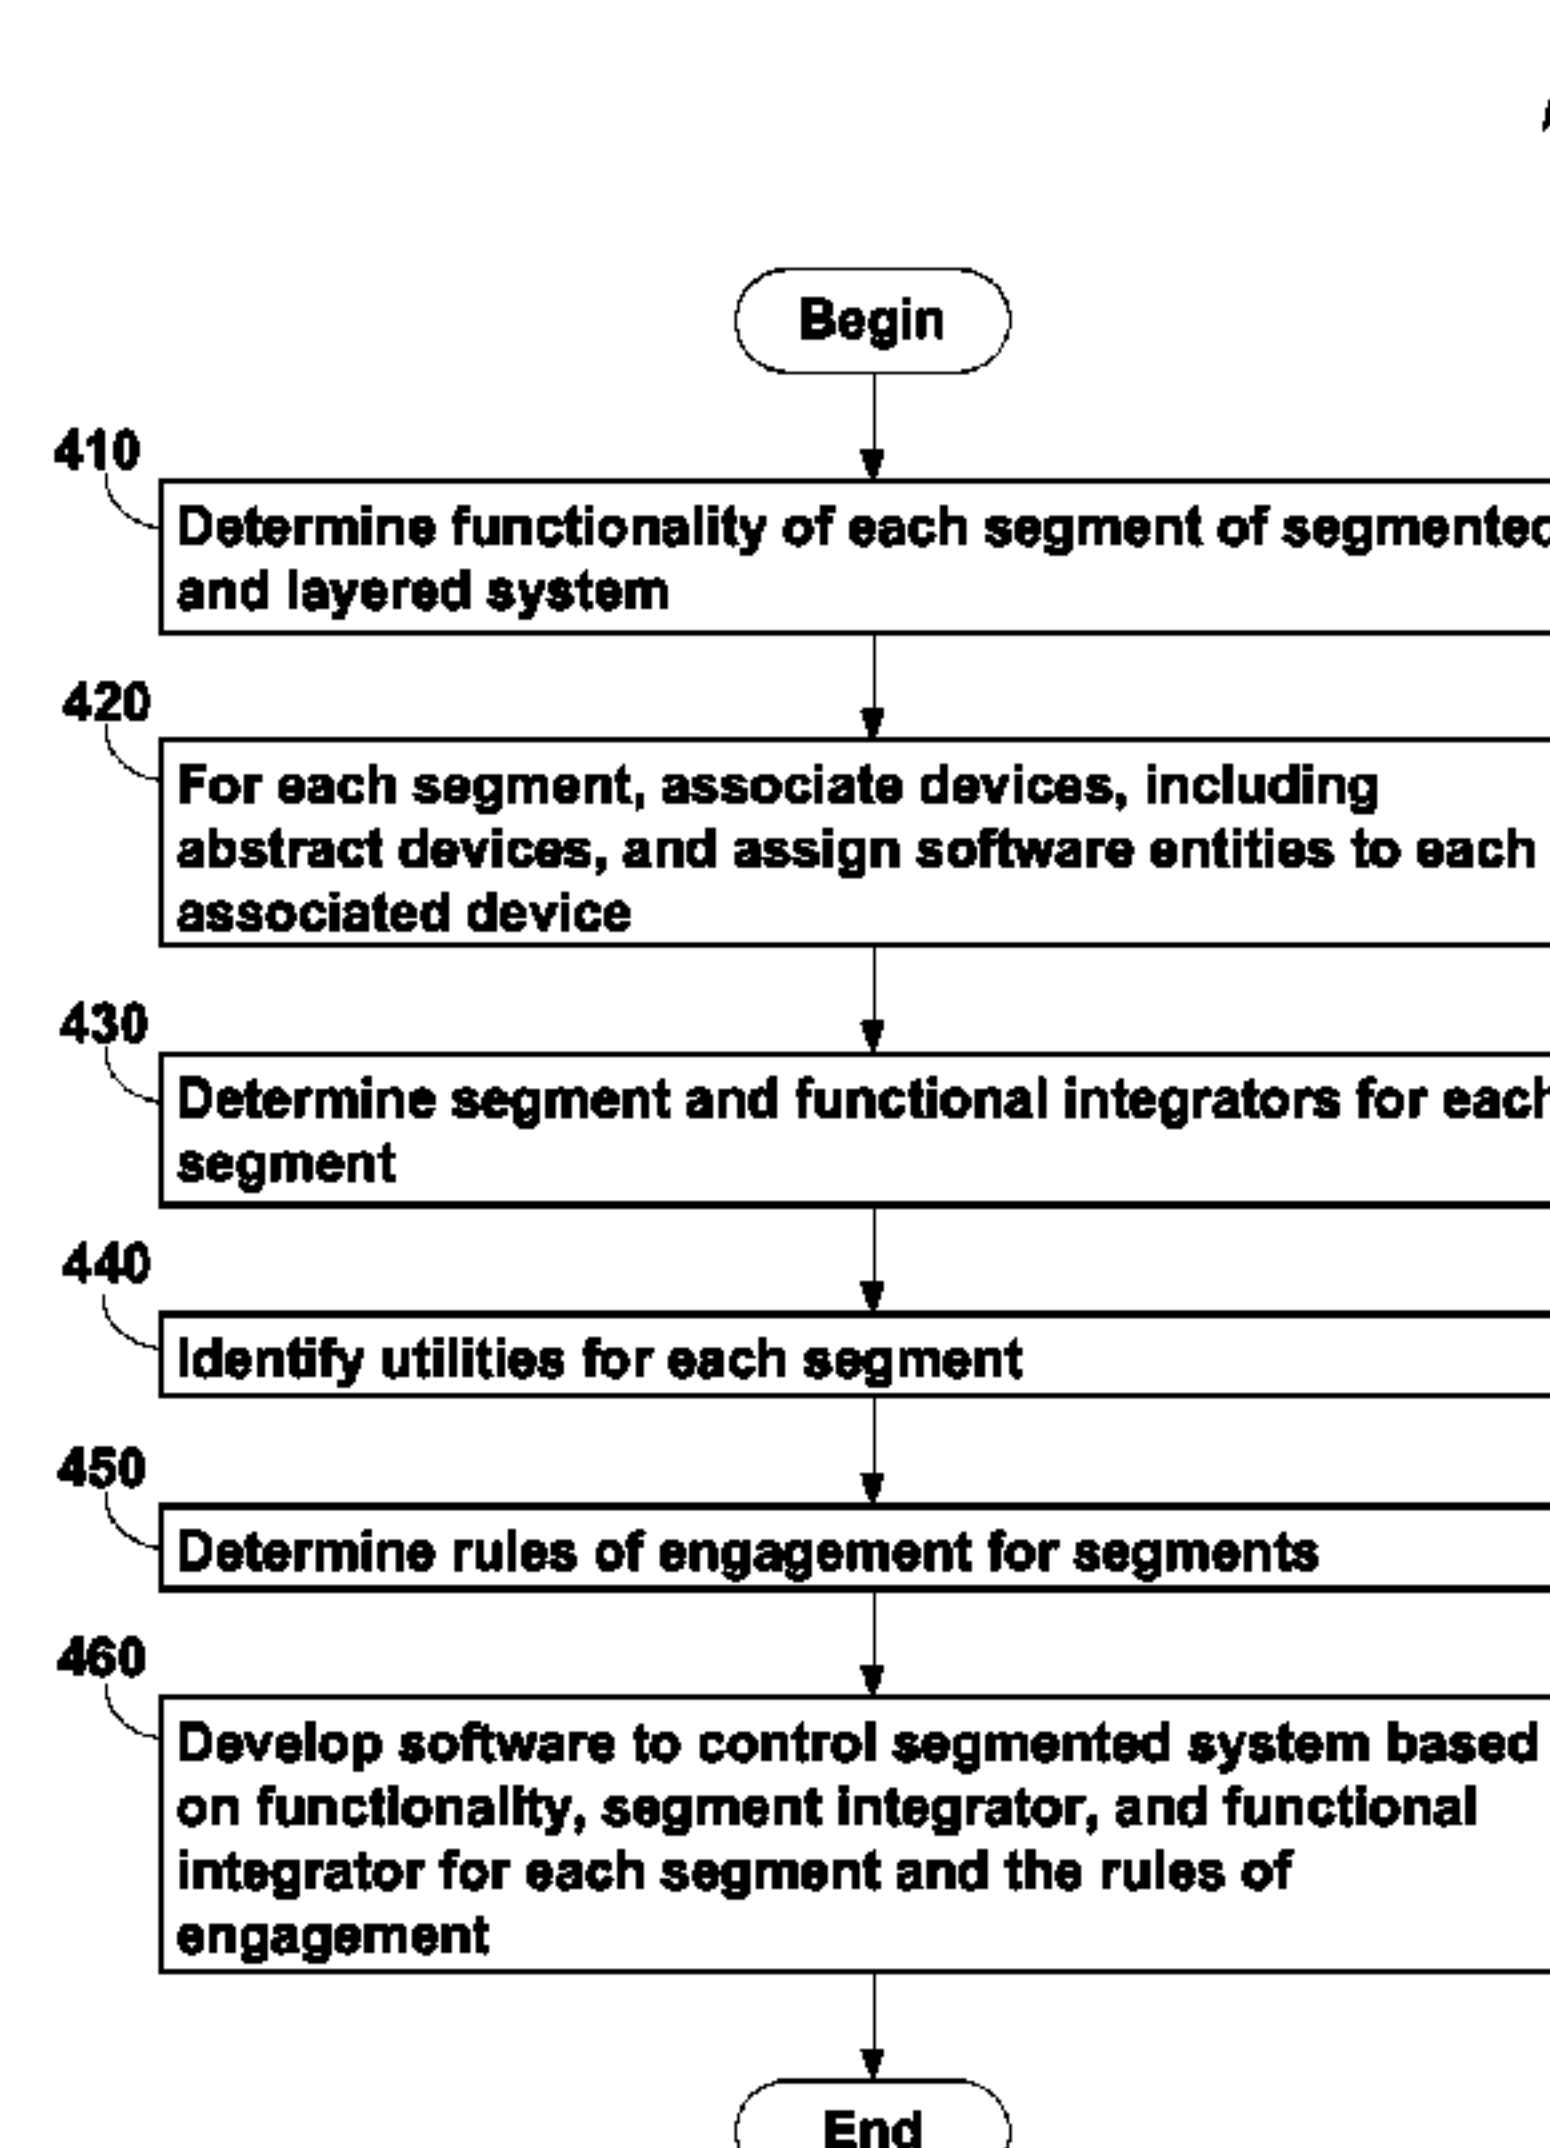 Begin
410
Determine functionality of each segment of segmented
and layered system
420
For each segment, associate devices, including
abstract devices, and assign software entities to each
associated device
430
Determine segment and functional integrators for each
segment
440
Identify utilities for each segment
450
Determine rules of engagement for segments
460
Develop software to control segmented system based
on functionality, segment integrator, and functional
integrator for each segment and the rules of
engagement
End